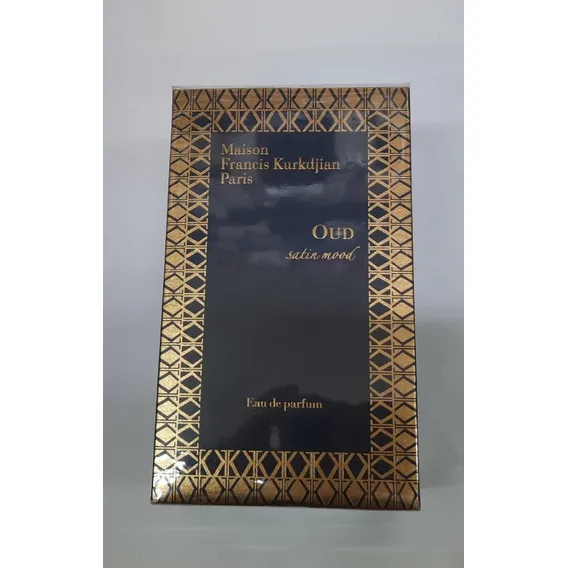 Maison
Francis Kurkdjian
Paris
OUD
satin mood
Eau de parfum